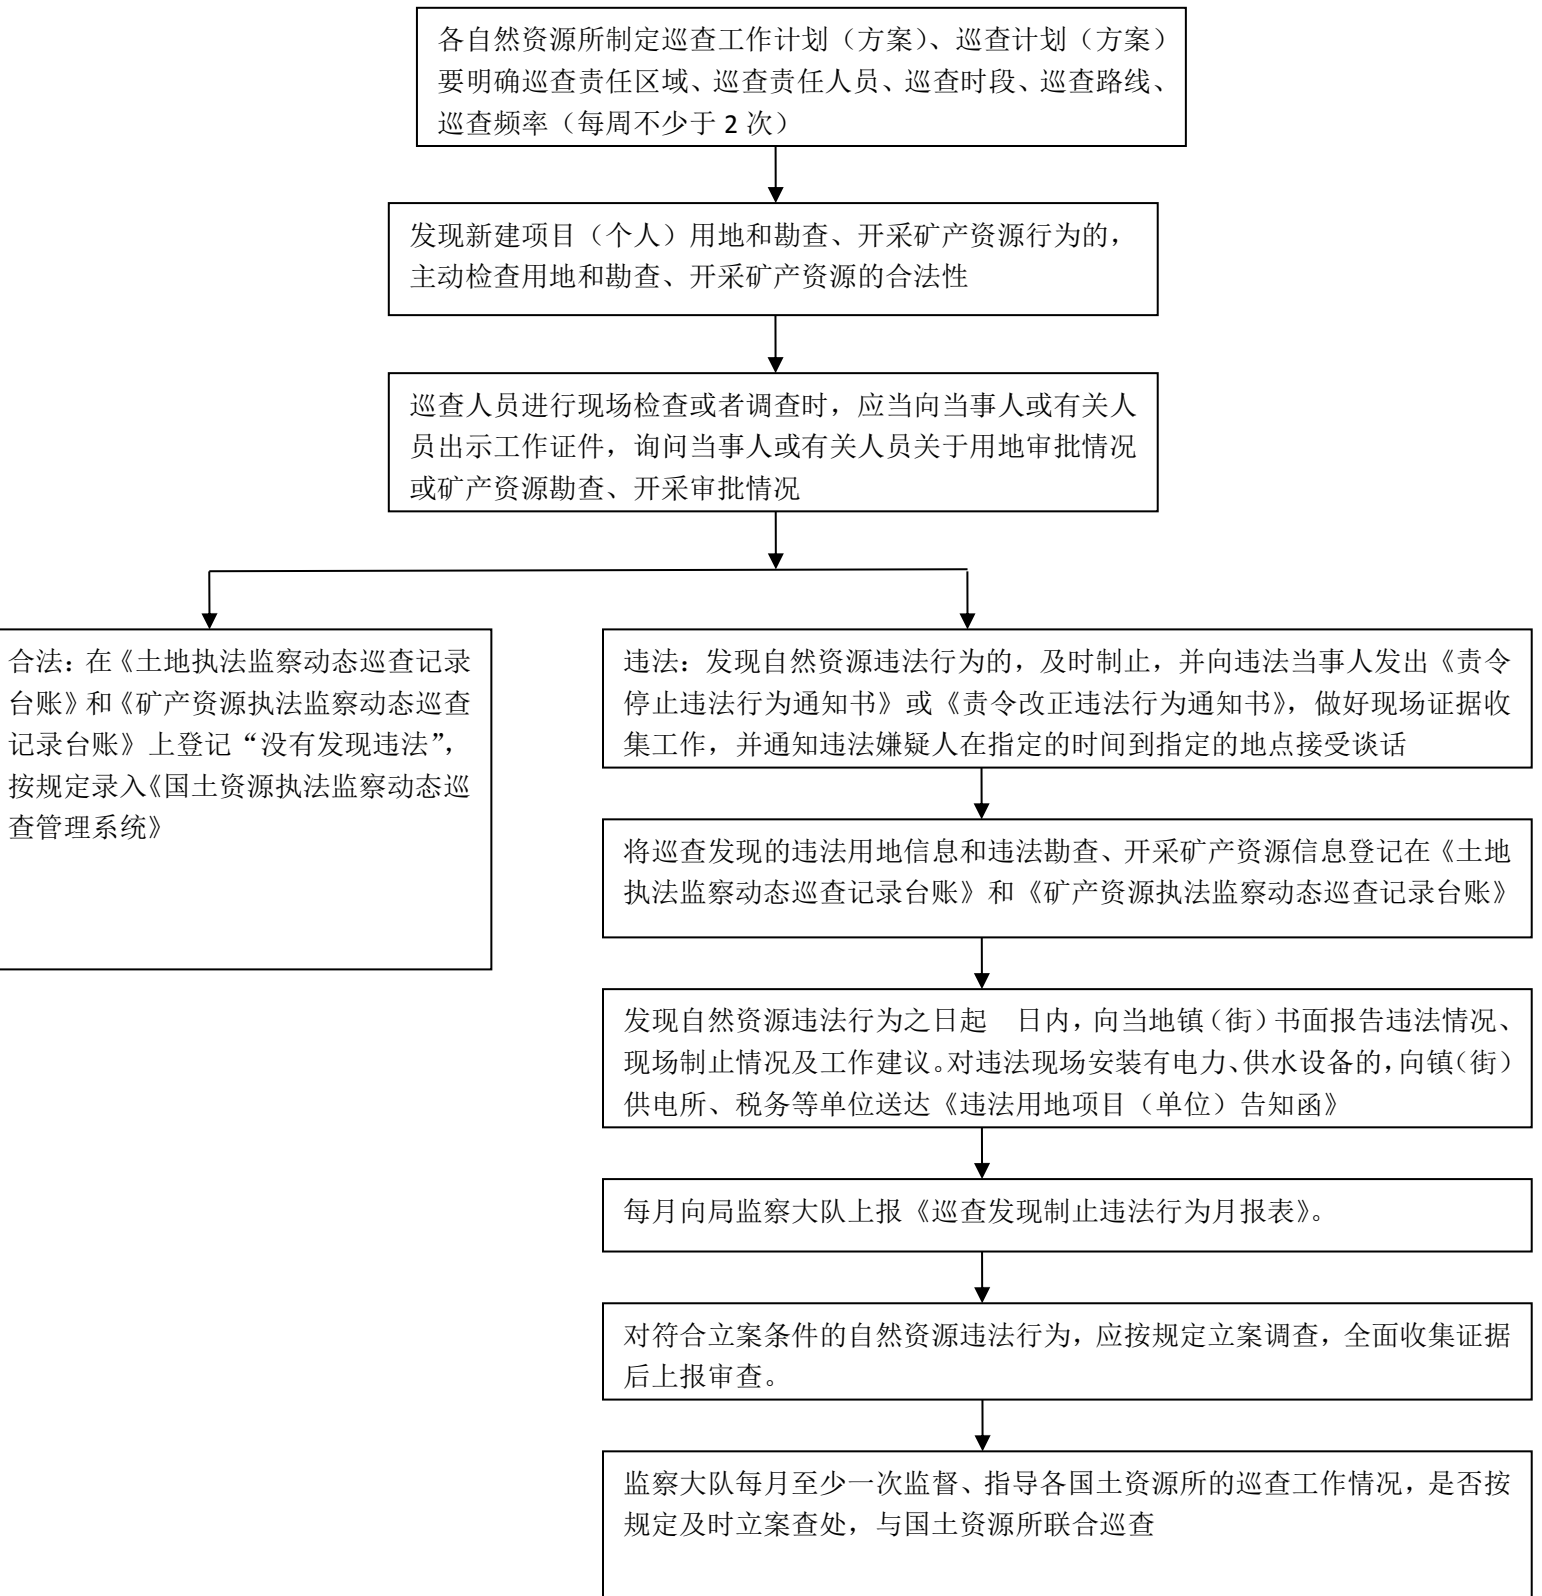 各自然资源所制定巡查工作计划（方案）、巡查计划（方案）
要明确巡查责任区域、巡查责任人员、巡查时段、巡查路线、
巡查频率（每周不少于 2 次）
发现新建项目（个人）用地和勘查、开采矿产资源行为的，
主动检查用地和勘查、开采矿产资源的合法性
巡查人员进行现场检查或者调查时，应当向当事人或有关人
员出示工作证件，询问当事人或有关人员关于用地审批情况
或矿产资源勘查、开采审批情况
合法：在《土地执法监察动态巡查记录
台账》和《矿产资源执法监察动态巡查
记录台账》上登记“没有发现违法”，
按规定录入《国土资源执法监察动态巡
查管理系统》
违法：发现自然资源违法行为的，及时制止，并向违法当事人发出《责令
停止违法行为通知书》或《责令改正违法行为通知书》，做好现场证据收
集工作，并通知违法嫌疑人在指定的时间到指定的地点接受谈话
将巡查发现的违法用地信息和违法勘查、开采矿产资源信息登记在《土地
执法监察动态巡查记录台账》和《矿产资源执法监察动态巡查记录台账》
发现自然资源违法行为之日起　日内，向当地镇（街）书面报告违法情况、
现场制止情况及工作建议。对违法现场安装有电力、供水设备的，向镇（街）
供电所、税务等单位送达《违法用地项目（单位）告知函》
每月向局监察大队上报《巡查发现制止违法行为月报表》。
对符合立案条件的自然资源违法行为，应按规定立案调查，全面收集证据
后上报审查。
监察大队每月至少一次监督、指导各国土资源所的巡查工作情况，是否按
规定及时立案查处，与国土资源所联合巡查